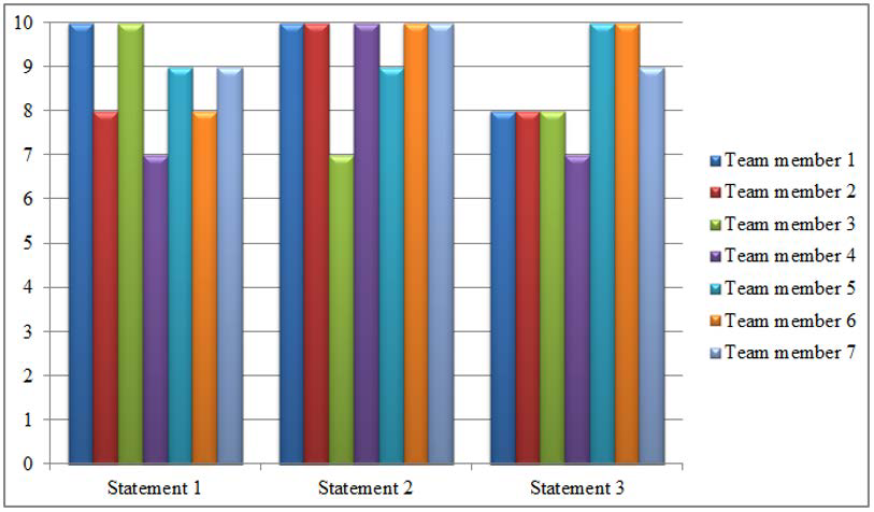 10
9
8
7
6
5
4
3
2
1
0
Statement 1
Statement 2
Statement 3
Team member 1
Team member 2
Team member 3
Team member 4
Team member 5
Team member 6
Team member 7